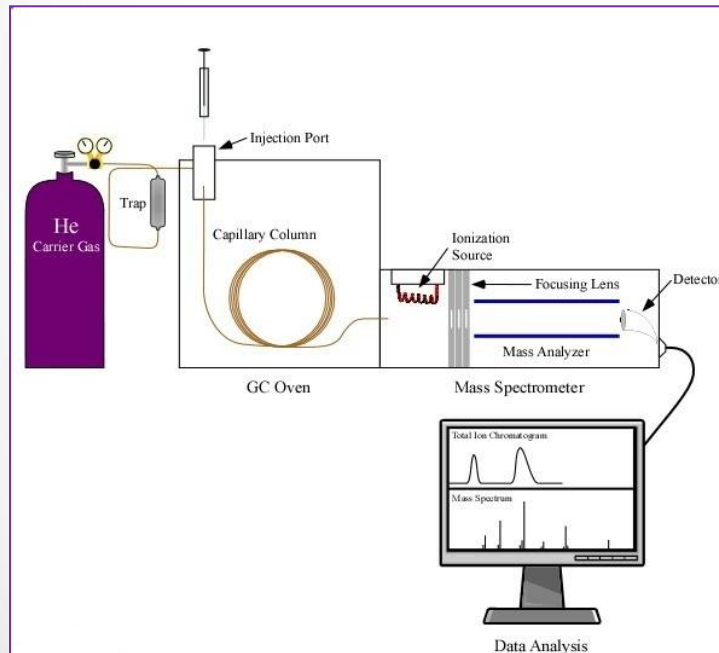 Injection Port
He
Carrier Gas
Trap
Capillary Column
Ionization
Source
Focusing Lens
Detector
Mass Analyzer
GC Oven
Mass Spectrometer
Total Ion Chromatogram
Mass Spectrum
Data Analysis